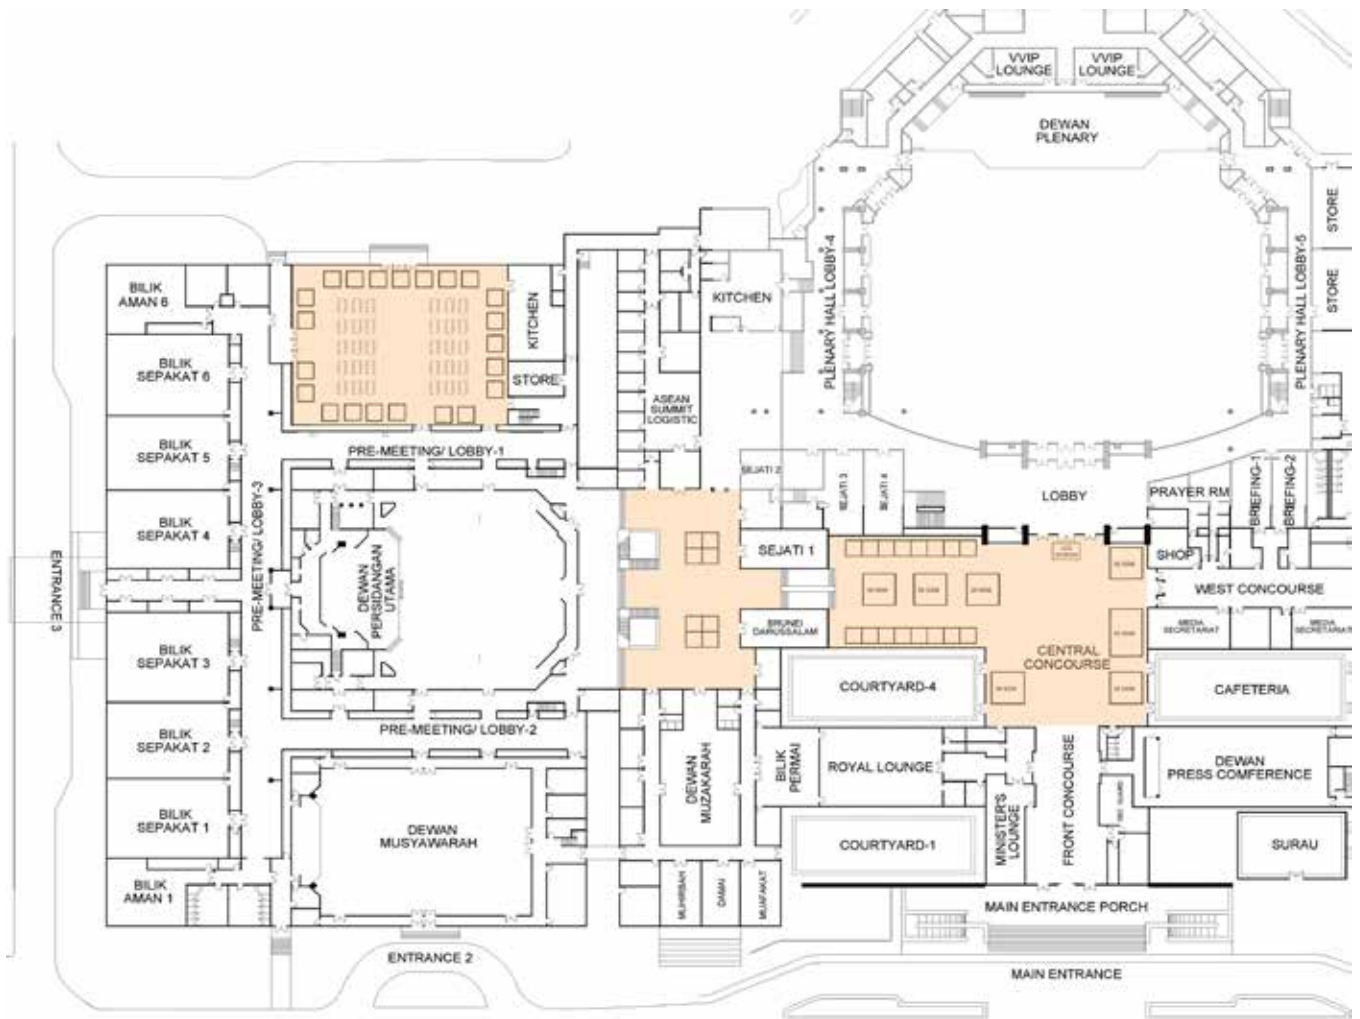 VVIP
LOUNGE
VVIP
LOUNGE
DEWAN
PLENARY
STORE
STORE
PLENARY HALL LOBBY-4
PLENARY HALL LOBBY-5
BILIK
AMAN 6
KITCHEN
KITCHEN
BILIK
SEPAKAT 6
STORE
ASEAN
SUMMIT
LOGISTIC
BILIK
SEPAKAT 5
PRE-MEETING/ LOBBY-1
SEJATI 2
SEJATI 3
SEJATI 4
LOBBY
PRAYER RM
BRIEFING-1
BRIEFING-2
BILIK
SEPAKAT 4
PRE-MEETING/ LOBBY-3
SEJATI 1
SHOP
ENTRANCE 3
DEWAN
PERSIDANGAN
UTAMA
WEST CONCOURSE
BRUNEI
DARUSSALAM
MEDIA
SECRETARIAT
MEDIA
SECRETARIAT
BILIK
SEPAKAT 3
CENTRAL
CONCOURSE
COURTYARD-4
CAFETERIA
BILIK
SEPAKAT 2
PRE-MEETING/ LOBBY-2
DEWAN
MUZAKARAH
BILIK
PERMAI
ROYAL LOUNGE
FRONT CONCOURSE
DEWAN
PRESS COMFERENCE
BILIK
SEPAKAT 1
DEWAN
MUSYAWARAH
MINISTER'S
LOUNGE
COURTYARD-1
SURAU
BILIK
AMAN 1
MUHIBBAH
DAMAI
MUAFAKAT
MAIN ENTRANCE PORCH
ENTRANCE 2
MAIN ENTRANCE